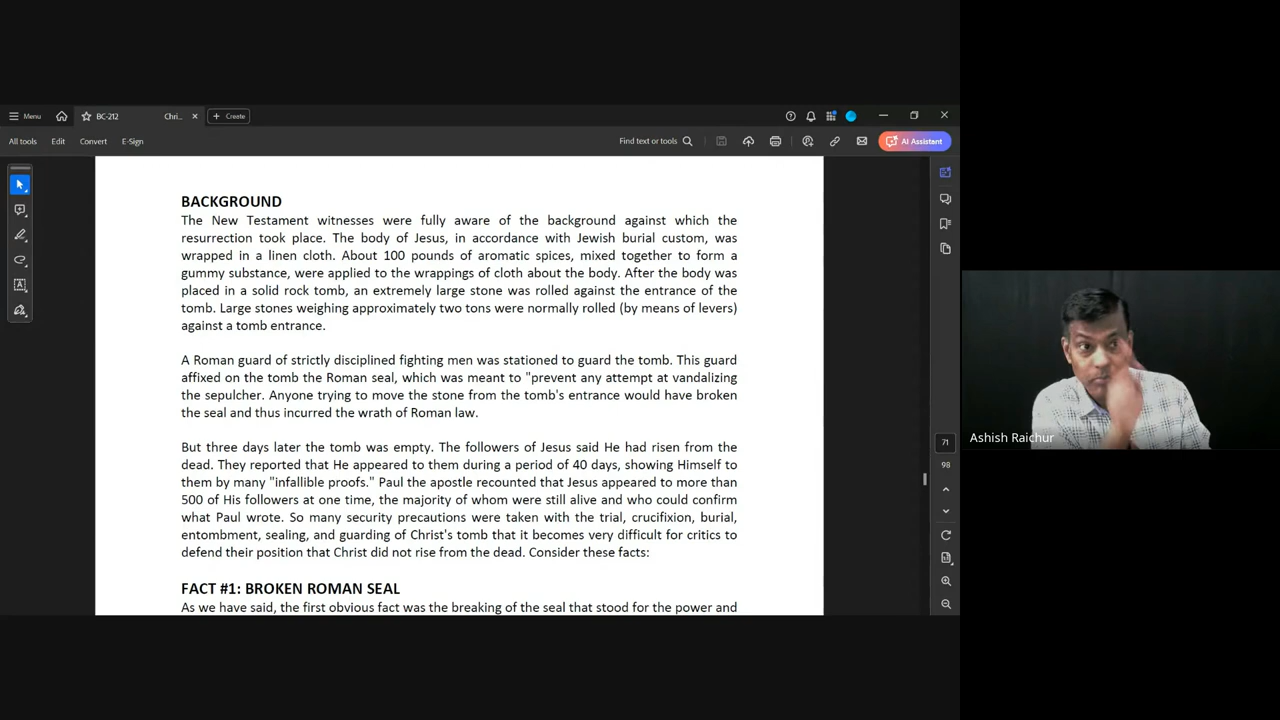 Menu
BC-212
Chri...
Create
All tools
Edit
Convert
E-Sign
Find text or tools
AI Assistant
BACKGROUND
The New Testament witnesses were fully aware of the background against which the
resurrection took place. The body of Jesus, in accordance with Jewish burial custom, was
wrapped in a linen cloth. About 100 pounds of aromatic spices, mixed together to form a
gummy substance, were applied to the wrappings of cloth about the body. After the body was
placed in a solid rock tomb, an extremely large stone was rolled against the entrance of the
tomb. Large stones weighing approximately two tons were normally rolled (by means of levers)
against a tomb entrance.
A Roman guard of strictly disciplined fighting men was stationed to guard the tomb. This guard
affixed on the tomb the Roman seal, which was meant to "prevent any attempt at vandalizing
the sepulcher. Anyone trying to move the stone from the tomb's entrance would have broken
the seal and thus incurred the wrath of Roman law.
But three days later the tomb was empty. The followers of Jesus said He had risen from the
dead. They reported that He appeared to them during a period of 40 days, showing Himself to
them by many "infallible proofs." Paul the apostle recounted that Jesus appeared to more than
500 of His followers at one time, the majority of whom were still alive and who could confirm
what Paul wrote. So many security precautions were taken with the trial, crucifixion, burial,
entombment, sealing, and guarding of Christ's tomb that it becomes very difficult for critics to
defend their position that Christ did not rise from the dead. Consider these facts:
FACT #1: BROKEN ROMAN SEAL
As we have said, the first obvious fact was the breaking of the seal that stood for the power and
71
98
Ashish Raichur